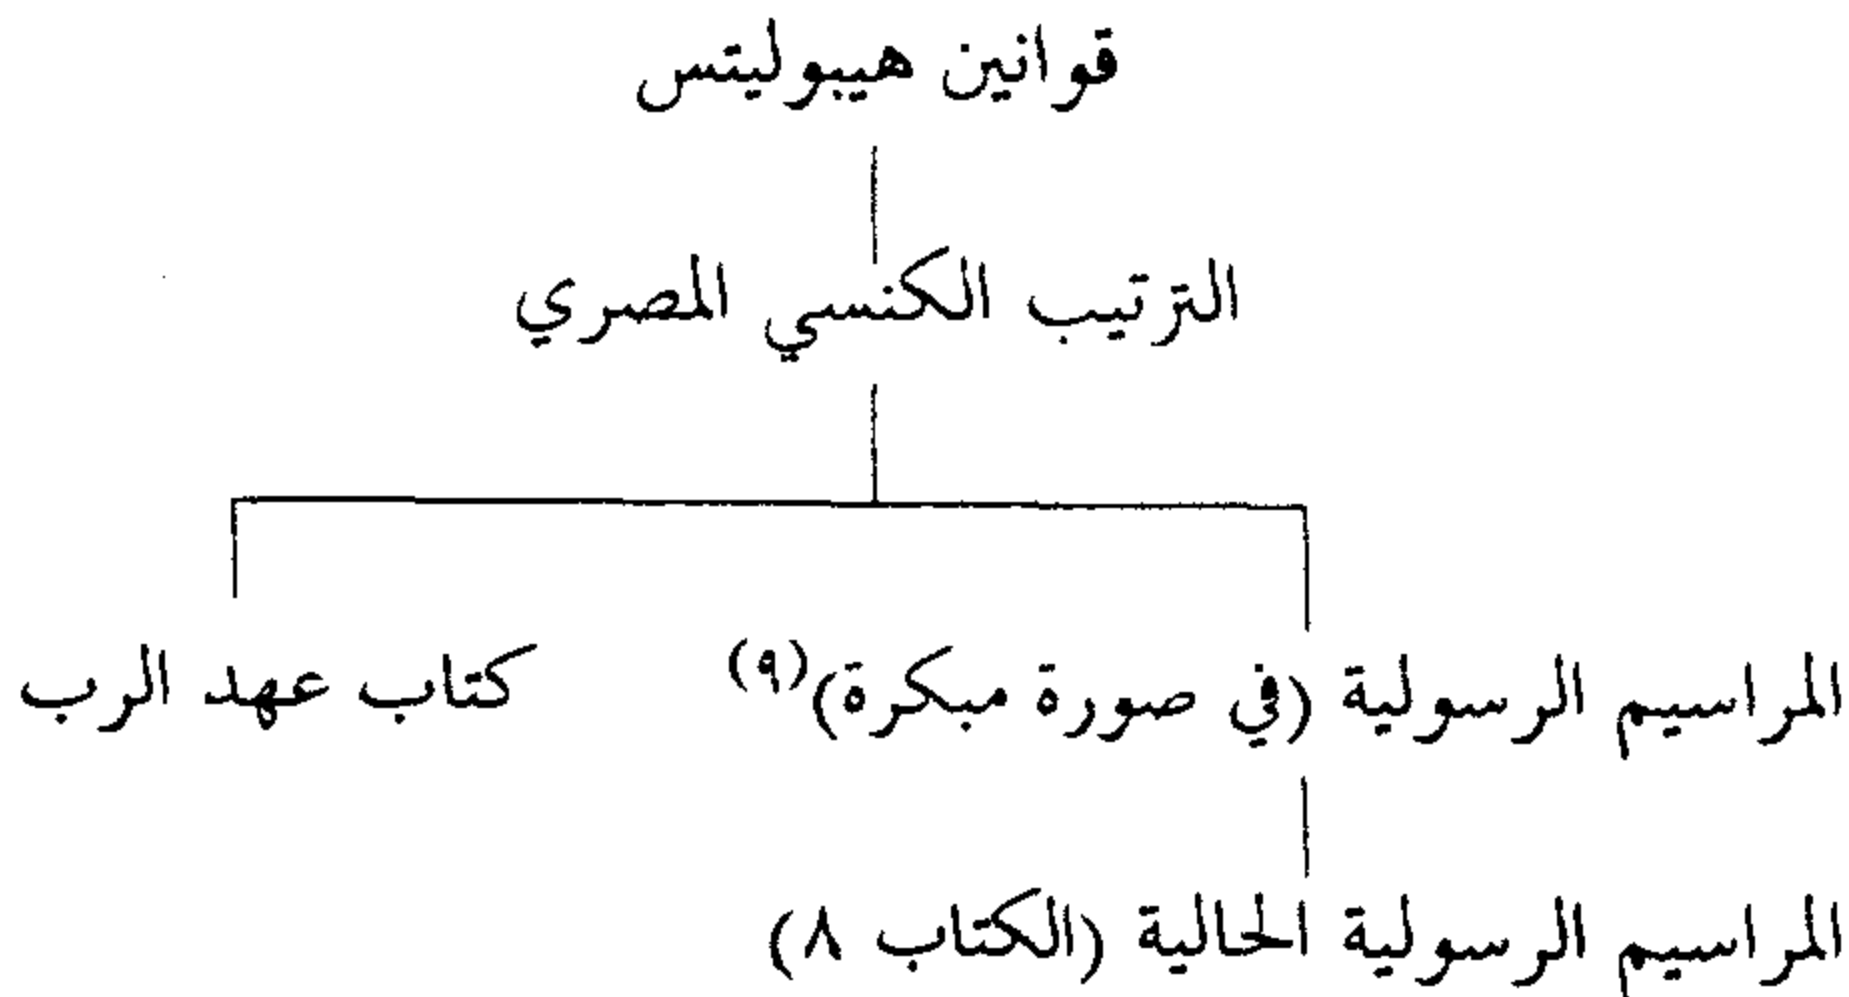 قوانين هيبوليتس
الترتيب الكنسي المصري
المراسيم الرسولية (في صورة مبكرة)(٩) كتاب عهد الرب
المراسيم الرسولية الحالية (الكتاب ٨)